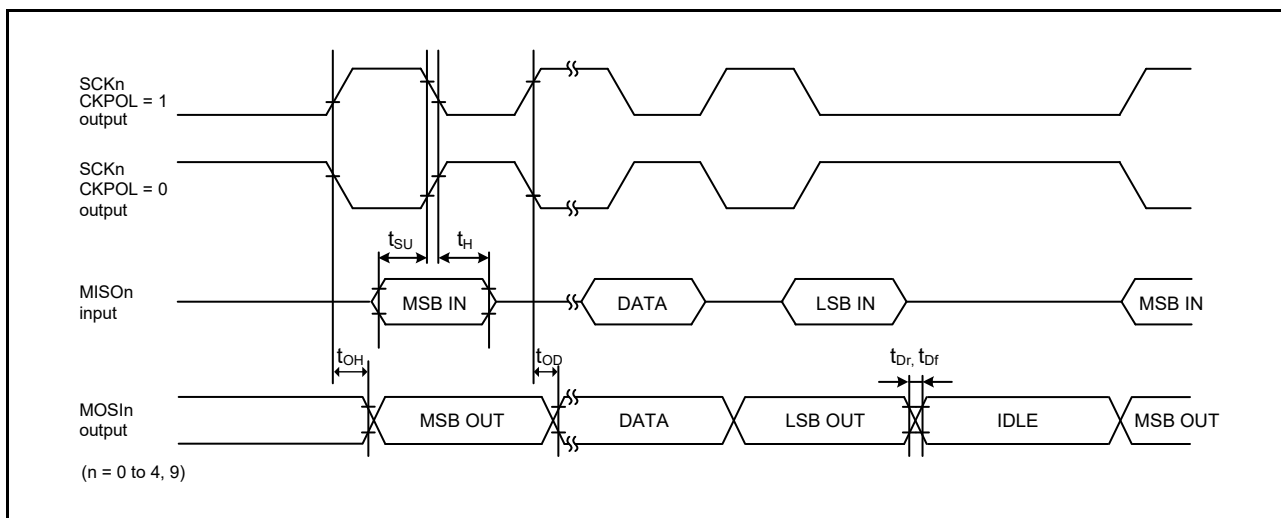 SCKn
CKPOL = 1
output
SCKn
CKPOL = 0
output
tSU
tH
MISOn
input
MSB IN
DATA
LSB IN
MSB IN
tOH
tOD
tDr, tDf
MOSIn
output
MSB OUT
DATA
LSB OUT
IDLE
MSB OUT
(n = 0 to 4, 9)